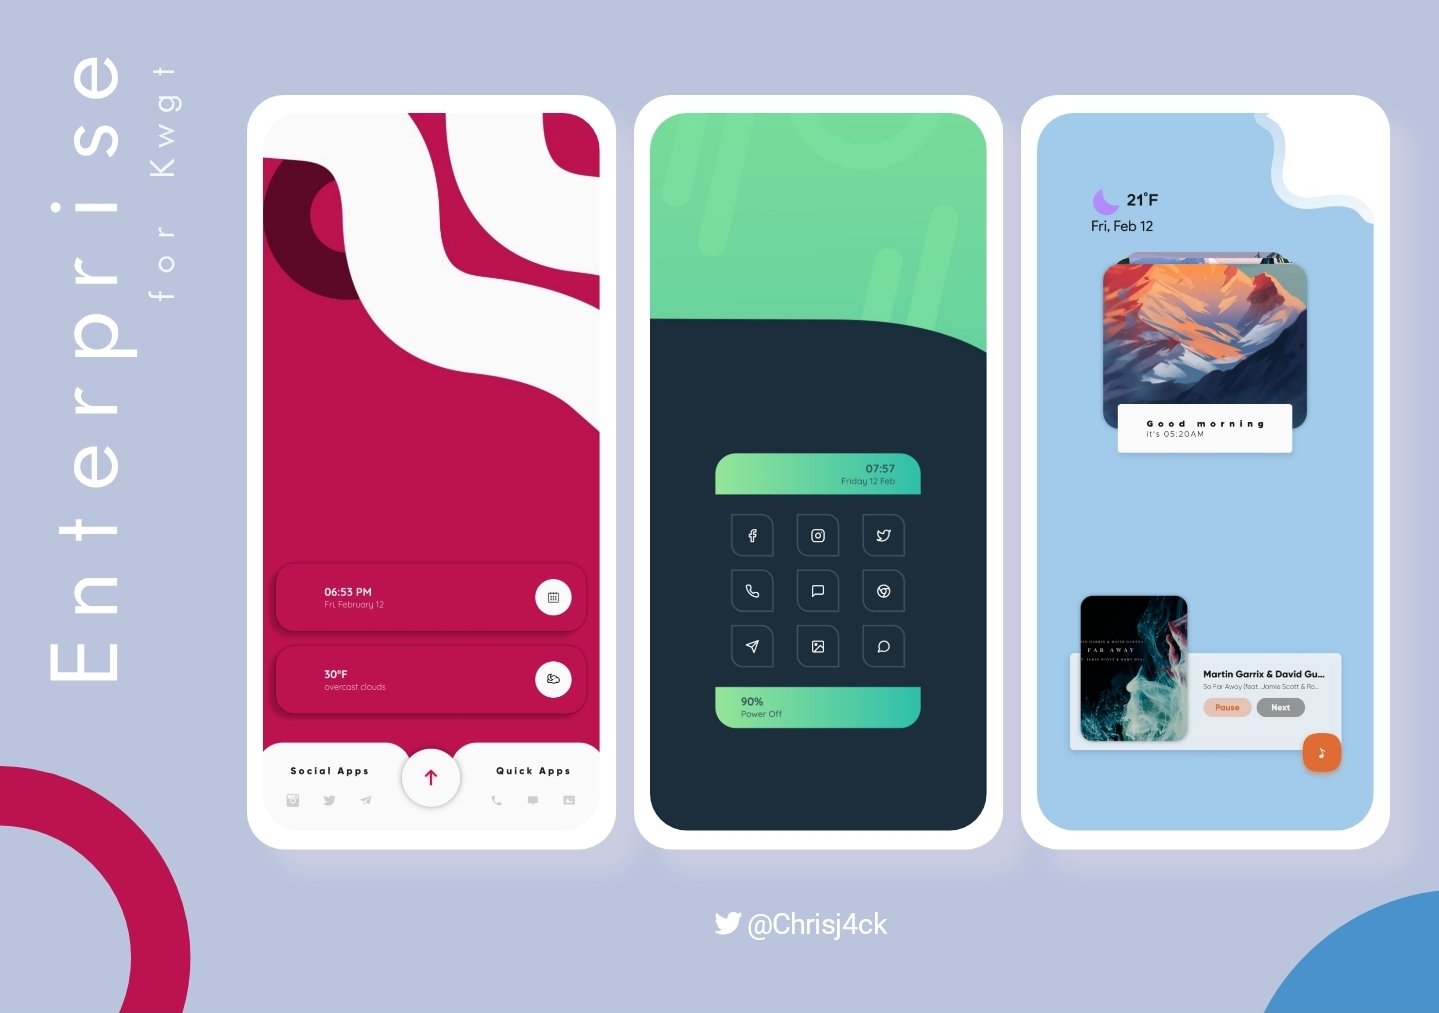 Enterprise
for Kwgt
06:53 PM
Fri, February 12
30°F
overcast clouds
Social Apps
Quick Apps
07:57
Friday 12 Feb
90%
Power Off
21°F
Fri, Feb 12
Good morning
it's 05:20AM
FAR AWAY
Martin Garrix & David Gu...
So Far Away (feat. Jamie Scott & Ro...
Pause
Next
@Chrisj4ck